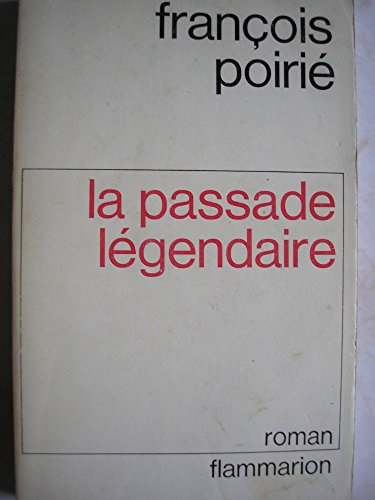 françois
poirié
la passade
légendaire
roman
flammarion